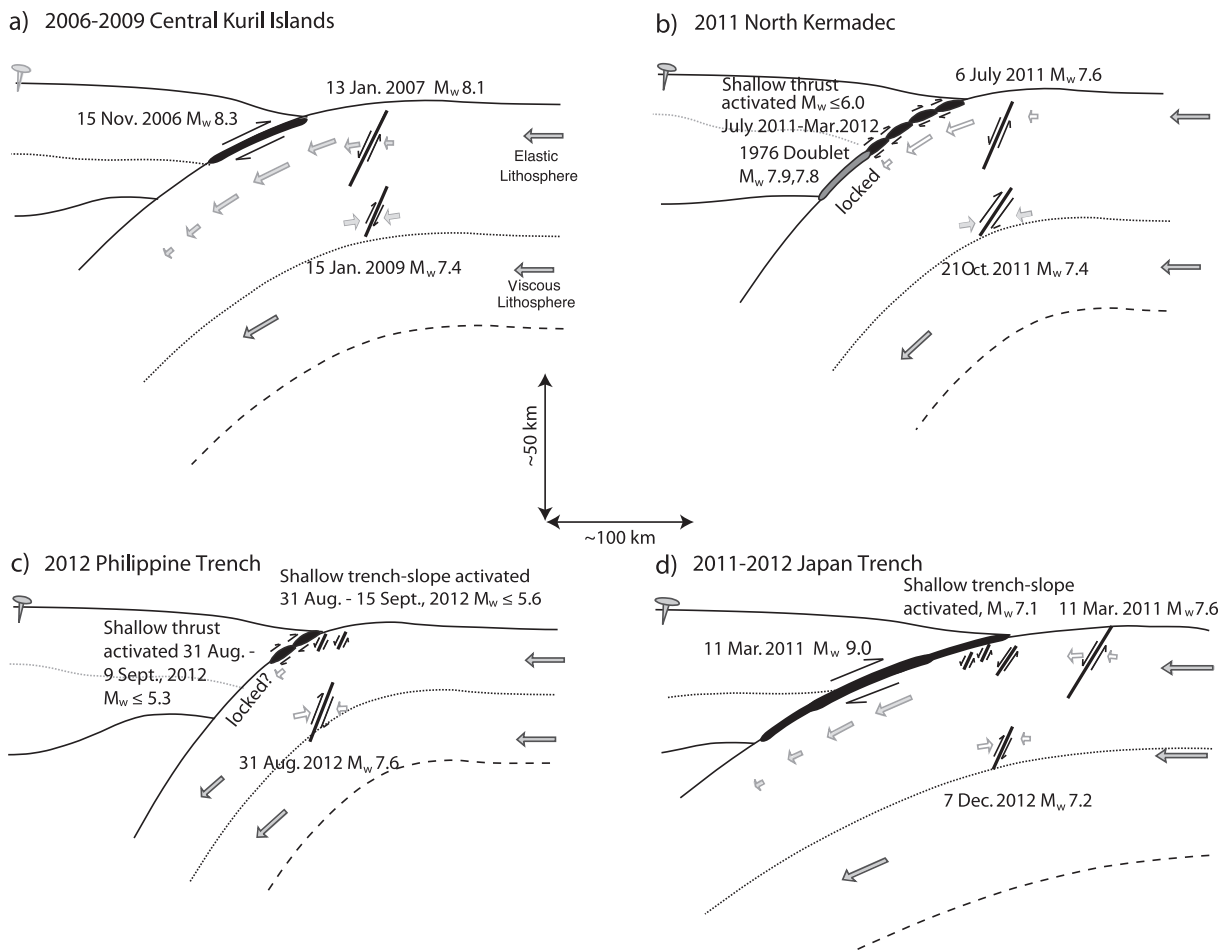 a) 2006-2009 Central Kuril Islands
13 Jan. 2007 Mw 8.1
15 Nov. 2006 Mw 8.3
Elastic
Lithosphere
15 Jan. 2009 Mw 7.4
Viscous
Lithosphere
b) 2011 North Kermadec
6 July 2011 Mw 7.6
Shallow thrust
activated Mw ≤6.0
July 2011-Mar.2012
1976 Doublet
Mw 7.9,7.8
locked
21Oct. 2011 Mw 7.4
~50 km
~100 km
c) 2012 Philippine Trench
Shallow trench-slope activated
31 Aug. - 15 Sept., 2012 Mw ≤ 5.6
Shallow thrust
activated 31 Aug. -
9 Sept., 2012
Mw ≤ 5.3
locked?
31 Aug. 2012 Mw 7.6
d) 2011-2012 Japan Trench
Shallow trench-slope
activated, Mw 7.1
11 Mar. 2011 Mw 7.6
11 Mar. 2011 Mw 9.0
7 Dec. 2012 Mw 7.2